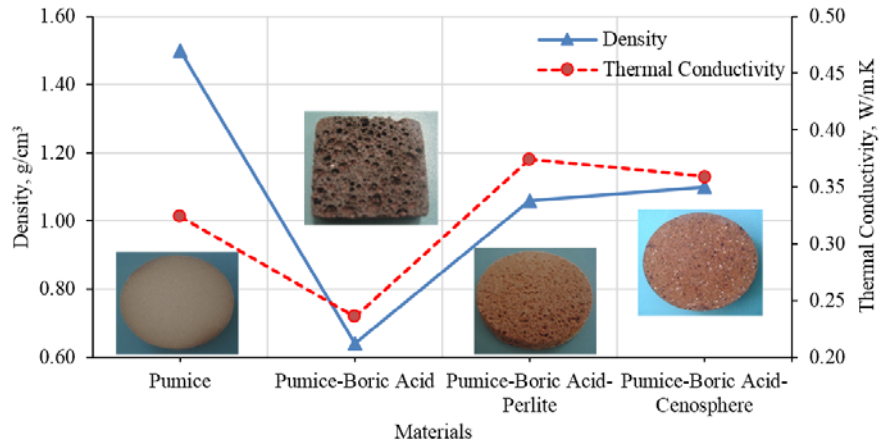 1.60
1.40
1.20
1.00
0.80
0.60
Density, g/cm³
0.50
0.45
0.40
0.35
0.30
0.25
0.20
Thermal Conductivity, W/m.K
Density
Thermal Conductivity
Pumice
Pumice-Boric Acid
Pumice-Boric Acid-
Perlite
Pumice-Boric Acid-
Cenosphere
Materials